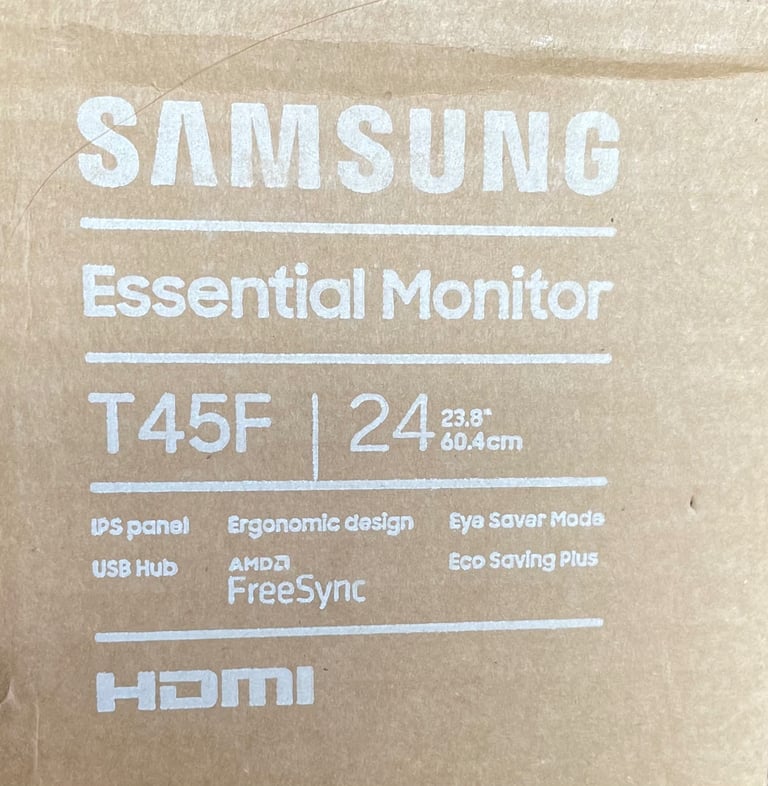 SAMSUNG
Essential Monitor
T45F | 24 23.8"
60.4cm
IPS panel Ergonomic design Eye Saver Mode
USB Hub AMD FreeSync Eco Saving Plus
HDMI